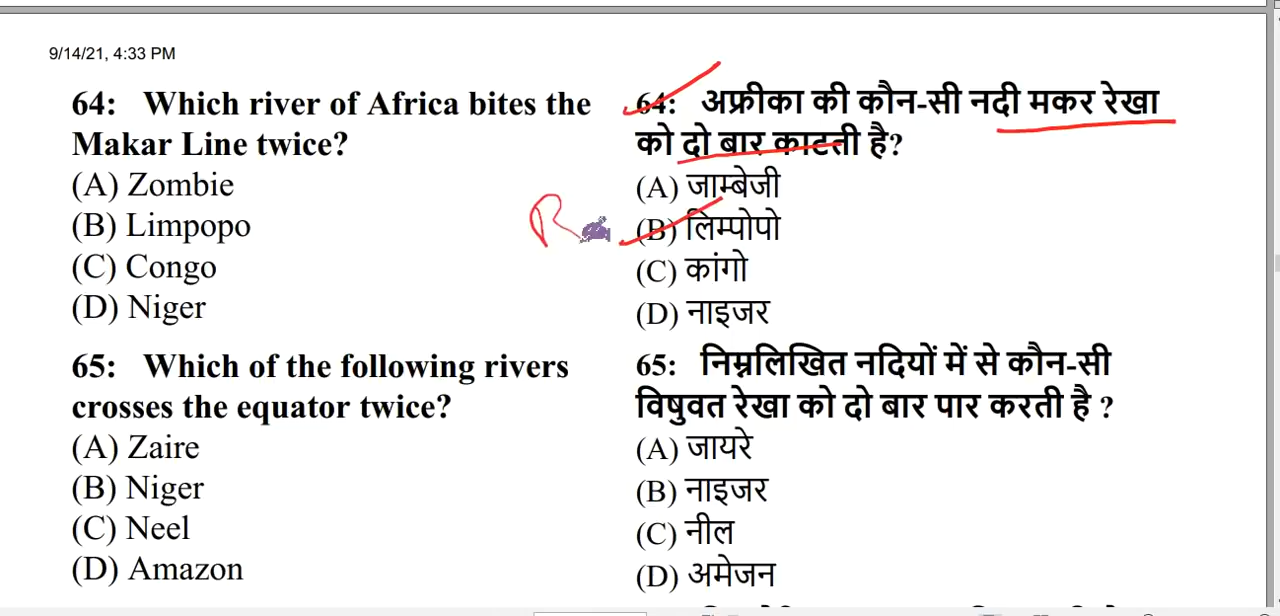 9/14/21, 4:33 PM
64: Which river of Africa bites the
Makar Line twice?
(A) Zombie
(B) Limpopo
(C) Congo
(D) Niger
65: Which of the following rivers
crosses the equator twice?
(A) Zaire
(B) Niger
(C) Neel
(D) Amazon
64: अफ्रीका की कौन-सी नदी मकर रेखा
को दो बार काटती है?
(A) जाम्बेजी
R
(B) लिम्पोपो
(C) कांगो
(D) नाइजर
65: निम्नलिखित नदियों में से कौन-सी
विषुवत रेखा को दो बार पार करती है ?
(A) जायरे
(B) नाइजर
(C) नील
(D) अमेजन